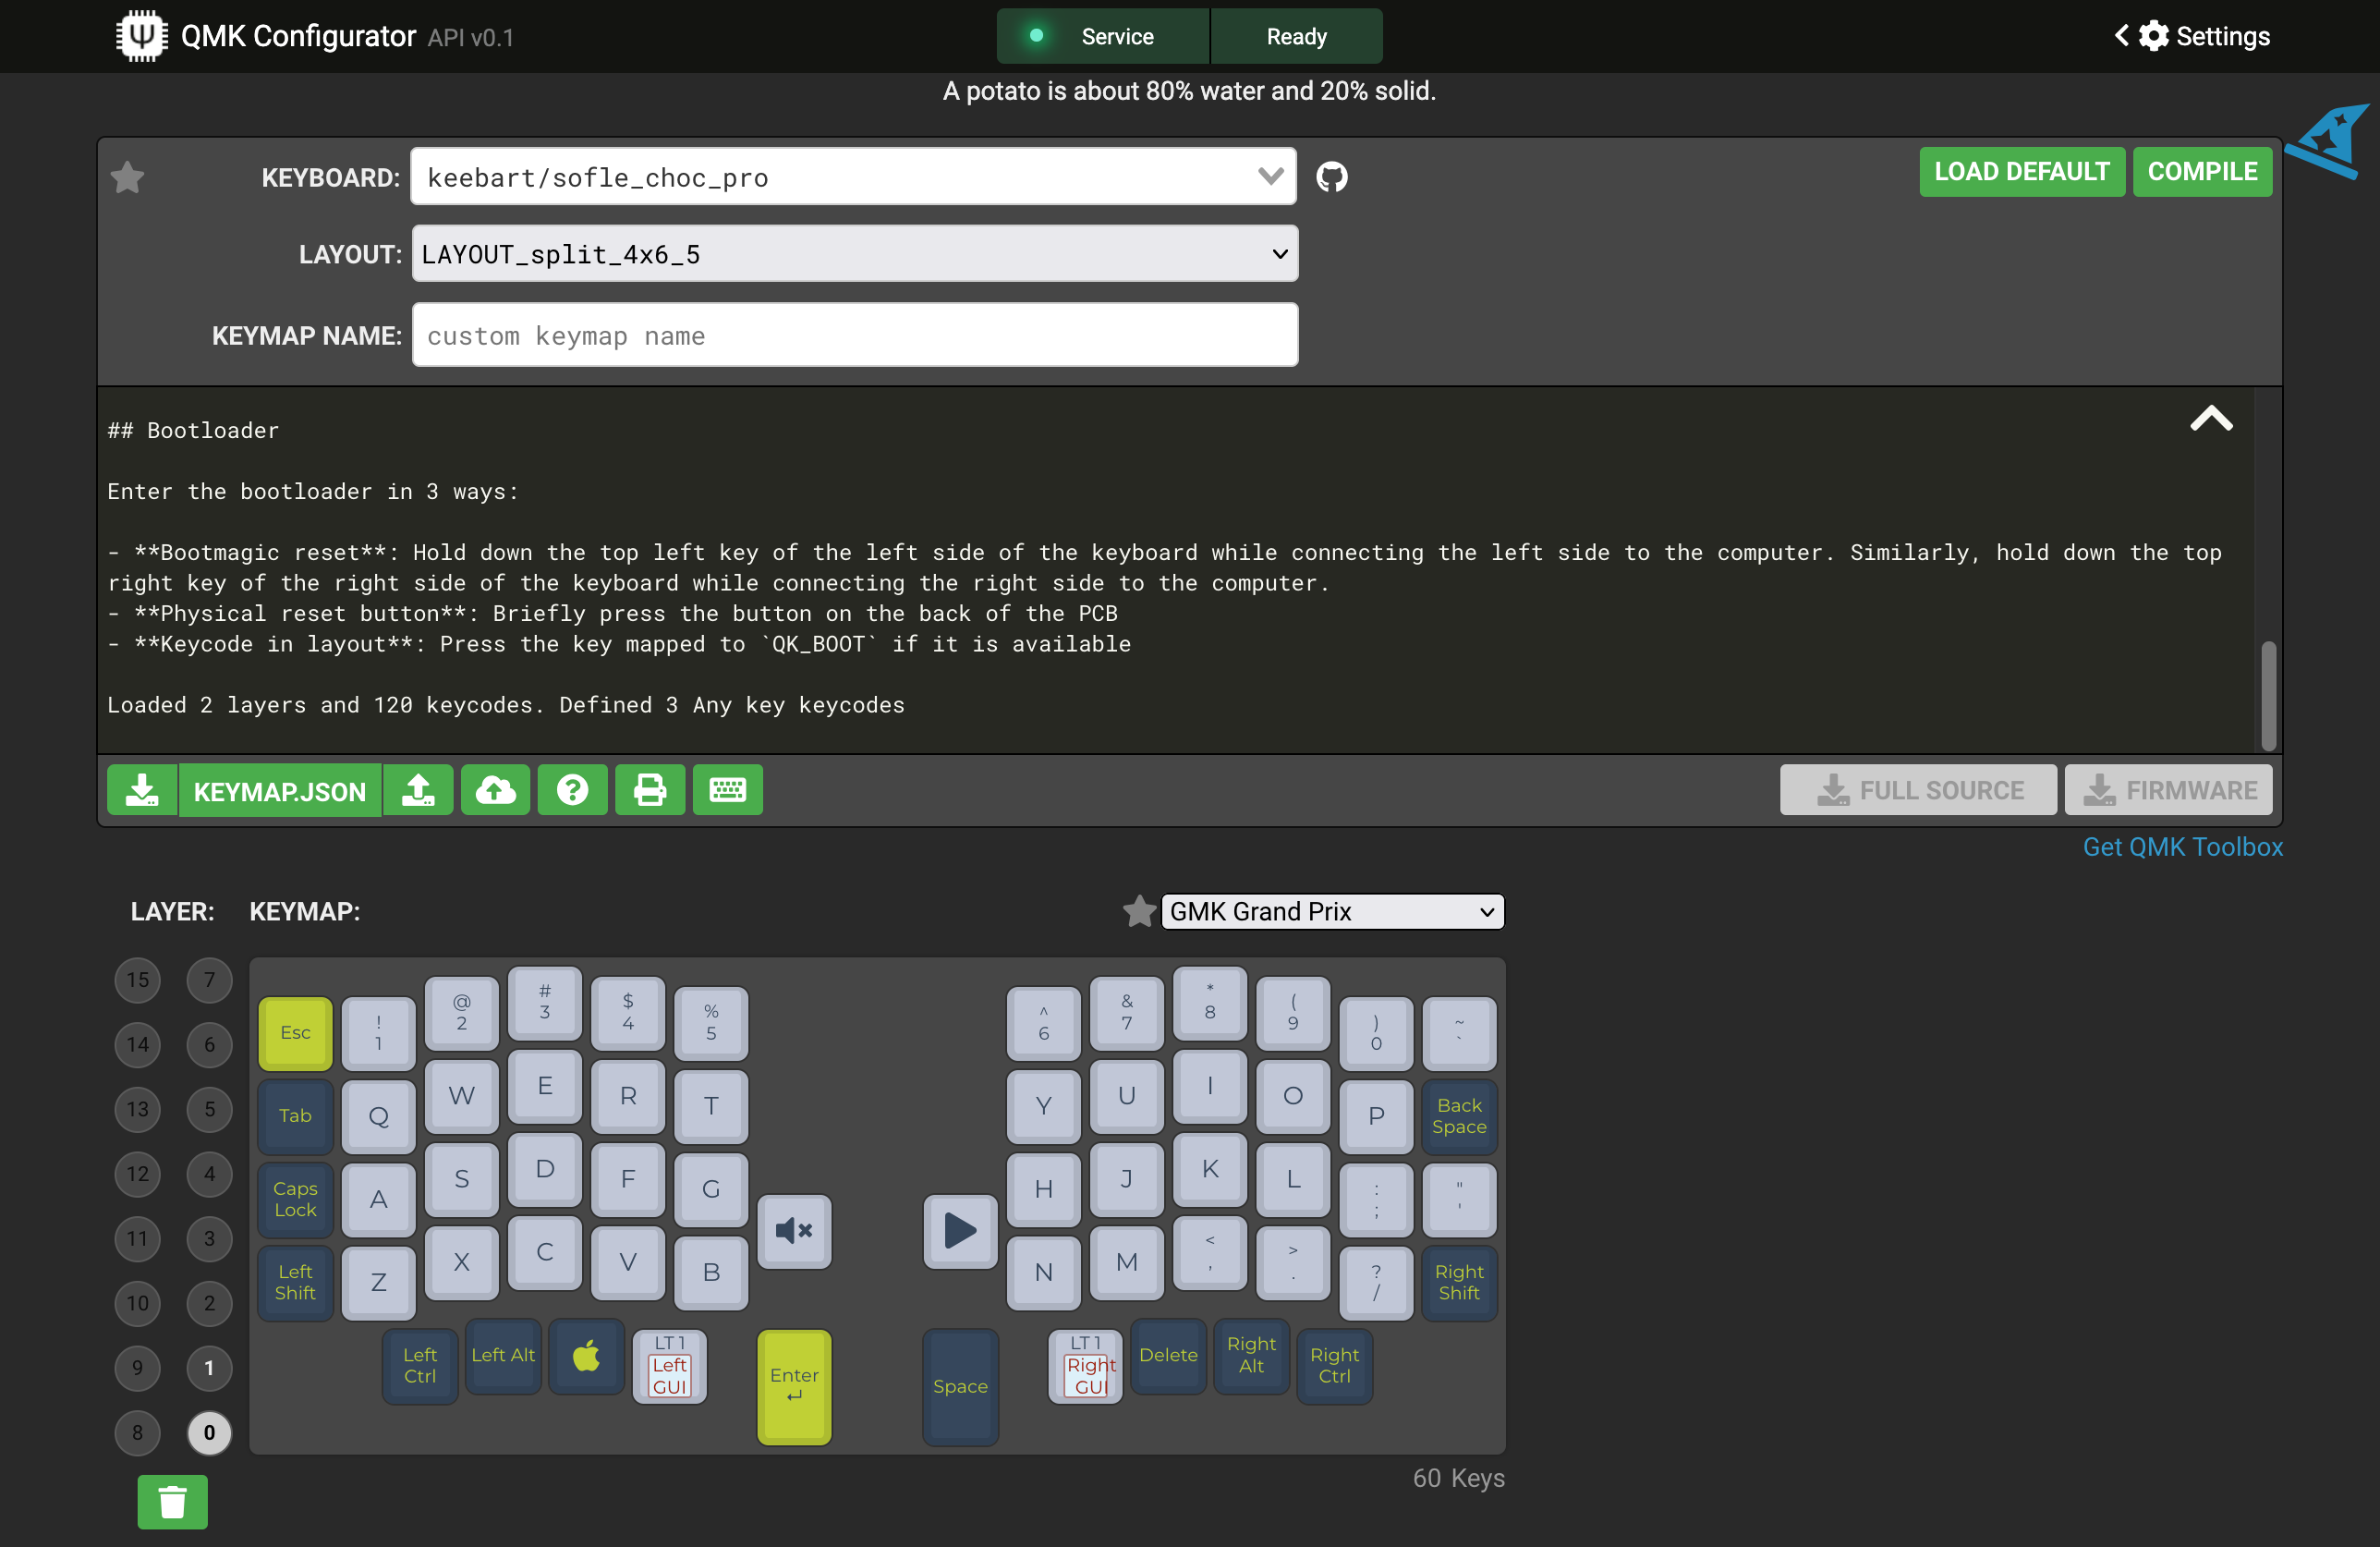 QMK Configurator API v0.1
Service
Ready
Settings
A potato is about 80% water and 20% solid.
KEYBOARD: keebart/sofle_choc_pro
LOAD DEFAULT
COMPILE
LAYOUT: LAYOUT_split_4x6_5
KEYMAP NAME: custom keymap name
## Bootloader
Enter the bootloader in 3 ways:
- **Bootmagic reset**: Hold down the top left key of the left side of the keyboard while connecting the left side to the computer. Similarly, hold down the top
right key of the right side of the keyboard while connecting the right side to the computer.
- **Physical reset button**: Briefly press the button on the back of the PCB
- **Keycode in layout**: Press the key mapped to `QK_BOOT` if it is available
Loaded 2 layers and 120 keycodes. Defined 3 Any key keycodes
KEYMAP.JSON
FULL SOURCE
FIRMWARE
Get QMK Toolbox
LAYER: KEYMAP:
GMK Grand Prix
15 7
14 6
13 5
12 4
11 3
10 2
9 1
8 0
Esc
!
1
@
2
#
3
$
4
%
5
^
6
&
7
*
8
(
9
)
0
~
`
Tab
Q
W
E
R
T
Y
U
I
O
P
Back
Space
Caps
Lock
A
S
D
F
G
H
J
K
L
:
;
"
'
Left
Shift
Z
X
C
V
B
N
M
<
,
>
.
?
/
Right
Shift
Left
Ctrl
Left Alt
LT 1
Left
GUI
Enter
↵
Space
LT 1
Right
GUI
Delete
Right
Alt
Right
Ctrl
60 Keys